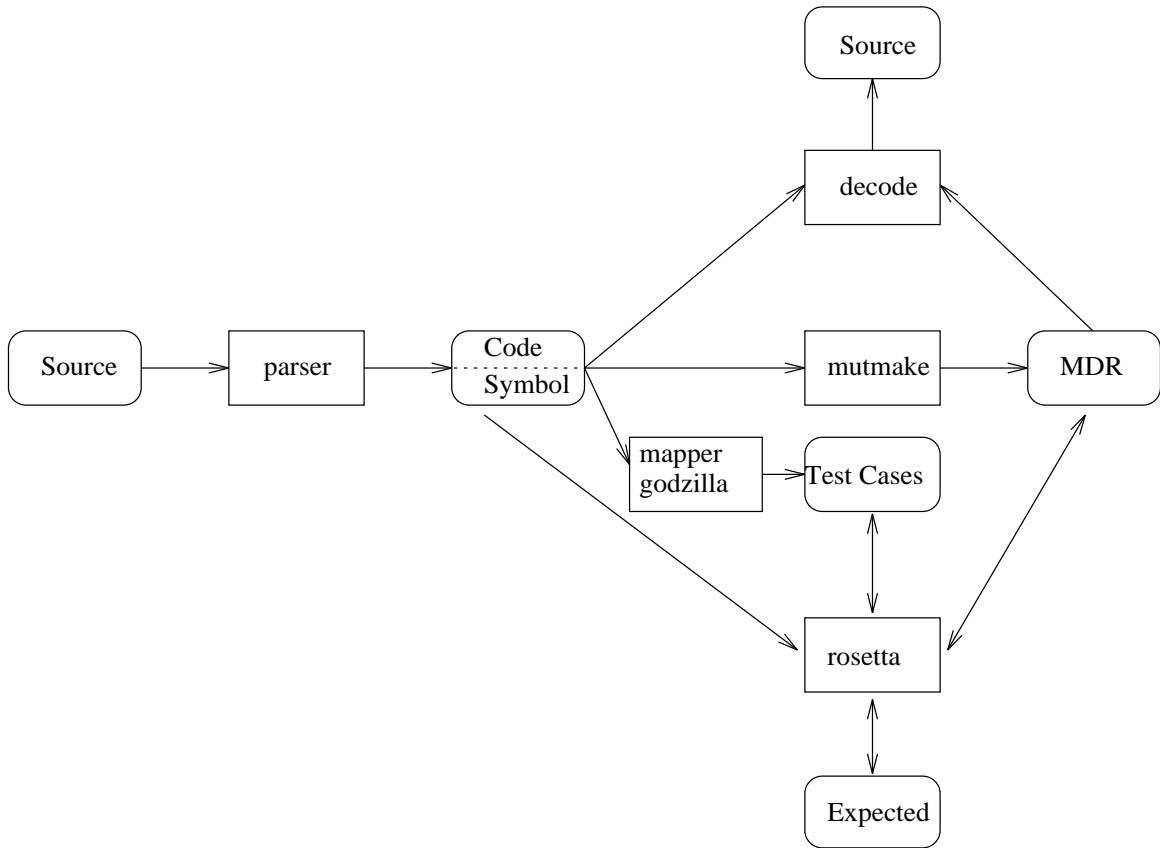 Source
decode
Source
parser
Code
Symbol
mutmake
MDR
mapper
godzilla
Test Cases
rosetta
Expected